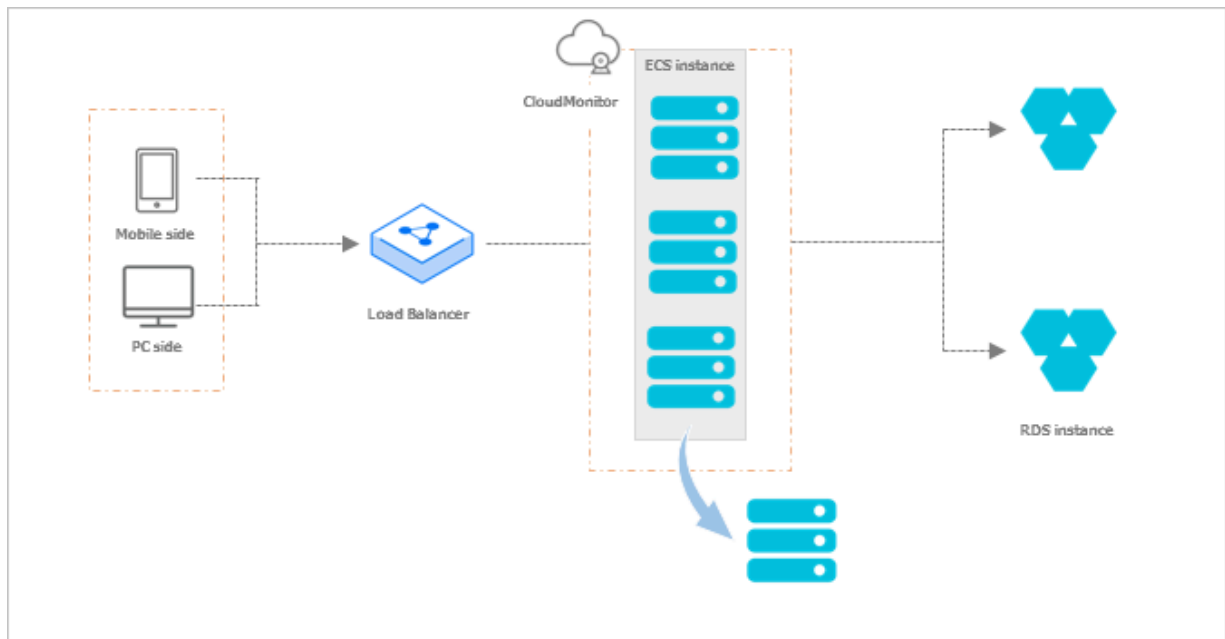 ECS instance
CloudMonitor
Mobile side
Load Balancer
PC side
RDS instance